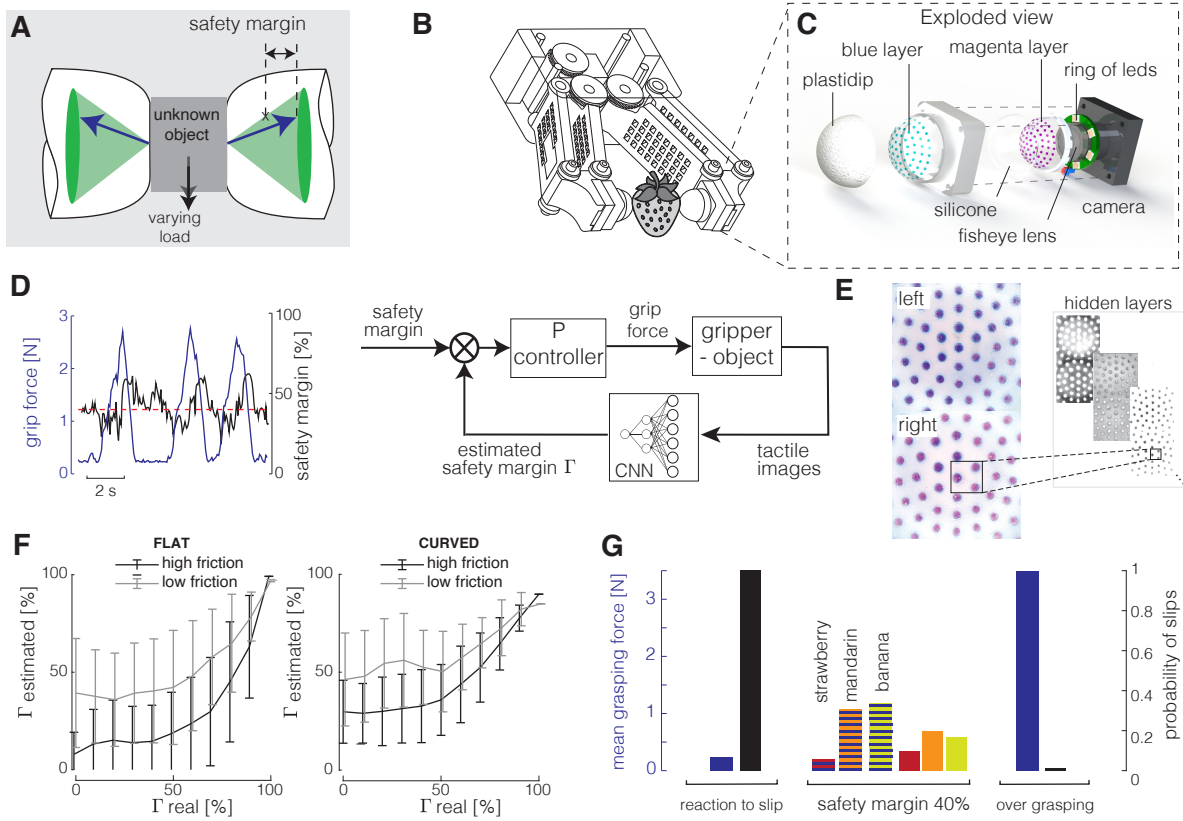 A
safety margin
unknown
object
varying
load
B
C
Exploded view
blue layer
magenta layer
plastidip
ring of leds
silicone
fisheye lens
camera
D
grip force [N]
3
2
1
0
100
50
0
safety margin [%]
2 s
safety
margin
P
controller
grip
force
gripper
- object
estimated
safety margin Γ
CNN
tactile
images
E
left
right
hidden layers
F
FLAT
high friction
low friction
Γ estimated [%]
100
50
0
0
50
100
Γ real [%]
CURVED
high friction
low friction
Γ estimated [%]
100
50
0
0
50
100
Γ real [%]
G
mean grasping force [N]
3
2
1
0
strawberry
mandarin
banana
reaction to slip
safety margin 40%
over grasping
1
0.8
0.6
0.4
0.2
0
probability of slips